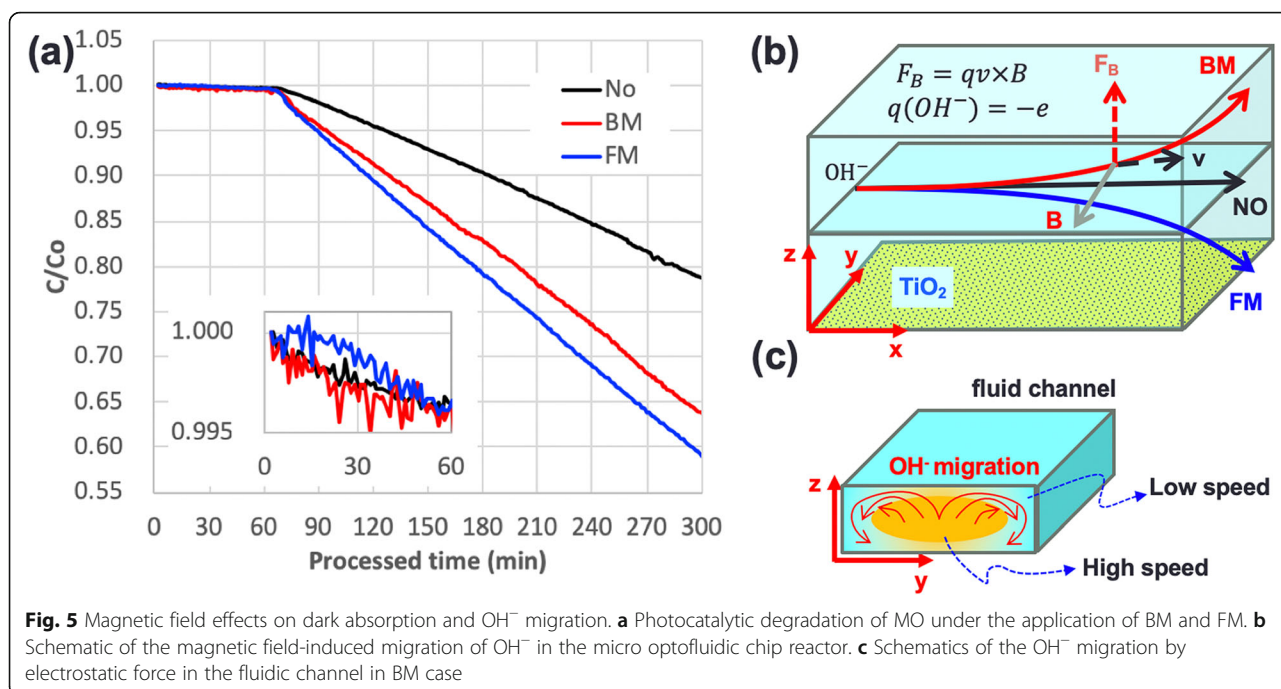 (a)
1.05
1.00
0.95
0.90
0.85
0.80
0.75
0.70
0.65
0.60
0.55
C/Co
No
BM
FM
1.000
0.995
0 30 60
0 30 60 90 120 150 180 210 240 270 300
Processed time (min)
(b)
F_B = qv×B
q(OH⁻) = −e
F_B
BM
OH⁻
v
B
NO
FM
z
y
x
TiO₂
(c)
fluid channel
OH⁻ migration
z
y
Low speed
High speed
Fig. 5 Magnetic field effects on dark absorption and OH⁻ migration. a Photocatalytic degradation of MO under the application of BM and FM. b
Schematic of the magnetic field-induced migration of OH⁻ in the micro optofluidic chip reactor. c Schematics of the OH⁻ migration by
electrostatic force in the fluidic channel in BM case